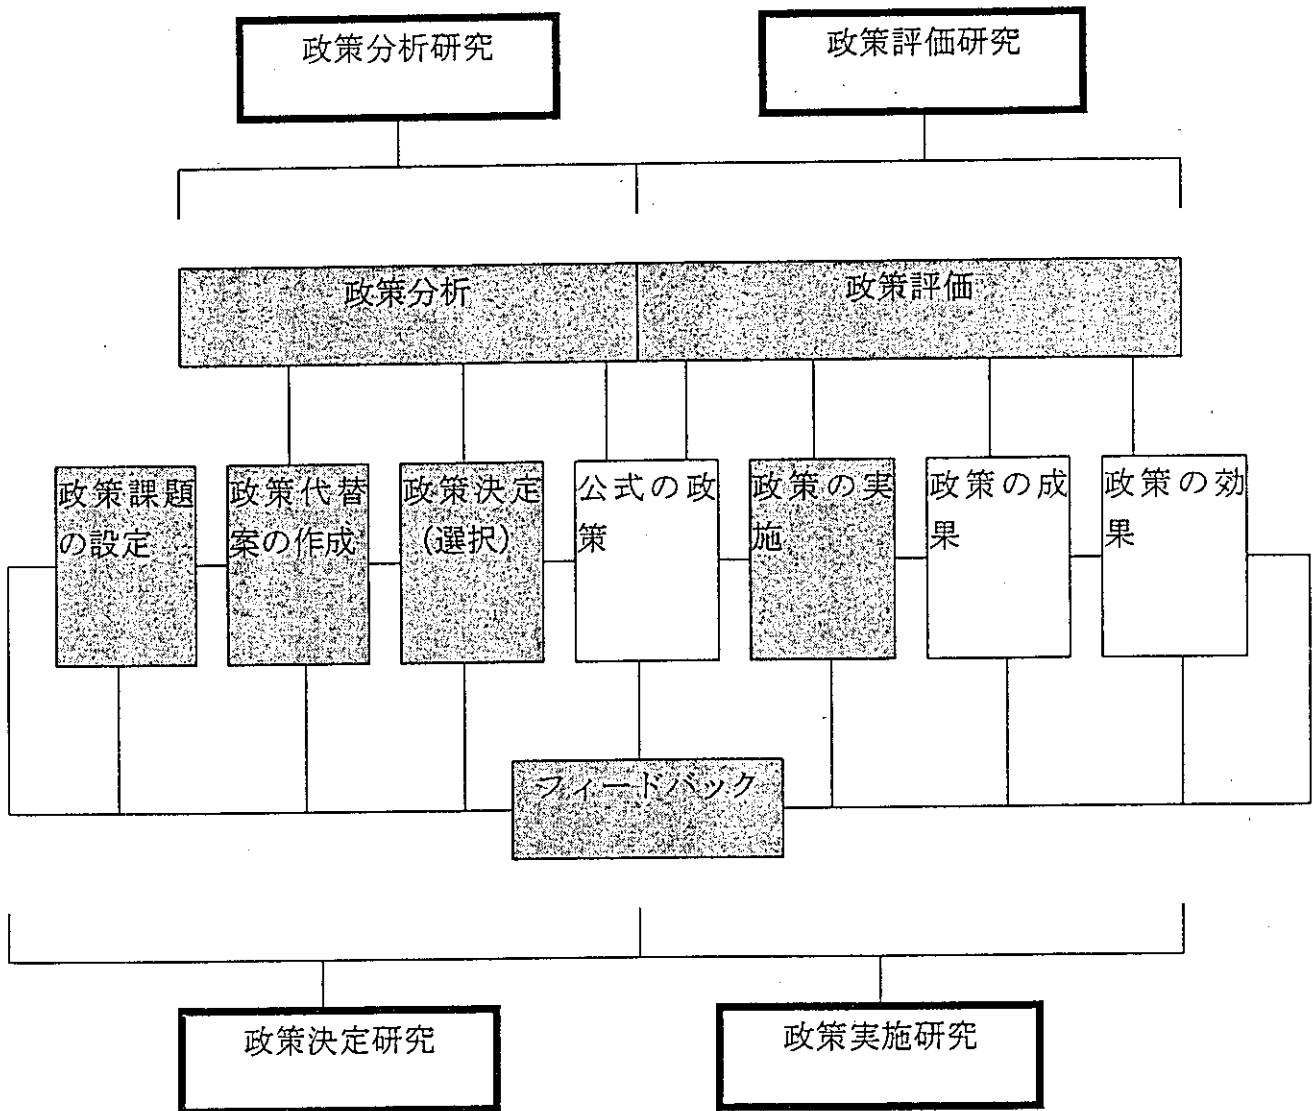 政策分析研究
政策評価研究
政策分析
政策評価
政策課題
の設定
政策代替
案の作成
政策決定
(選択)
公式の政
策
政策の実
施
政策の成
果
政策の効
果
フィードバック
政策決定研究
政策実施研究